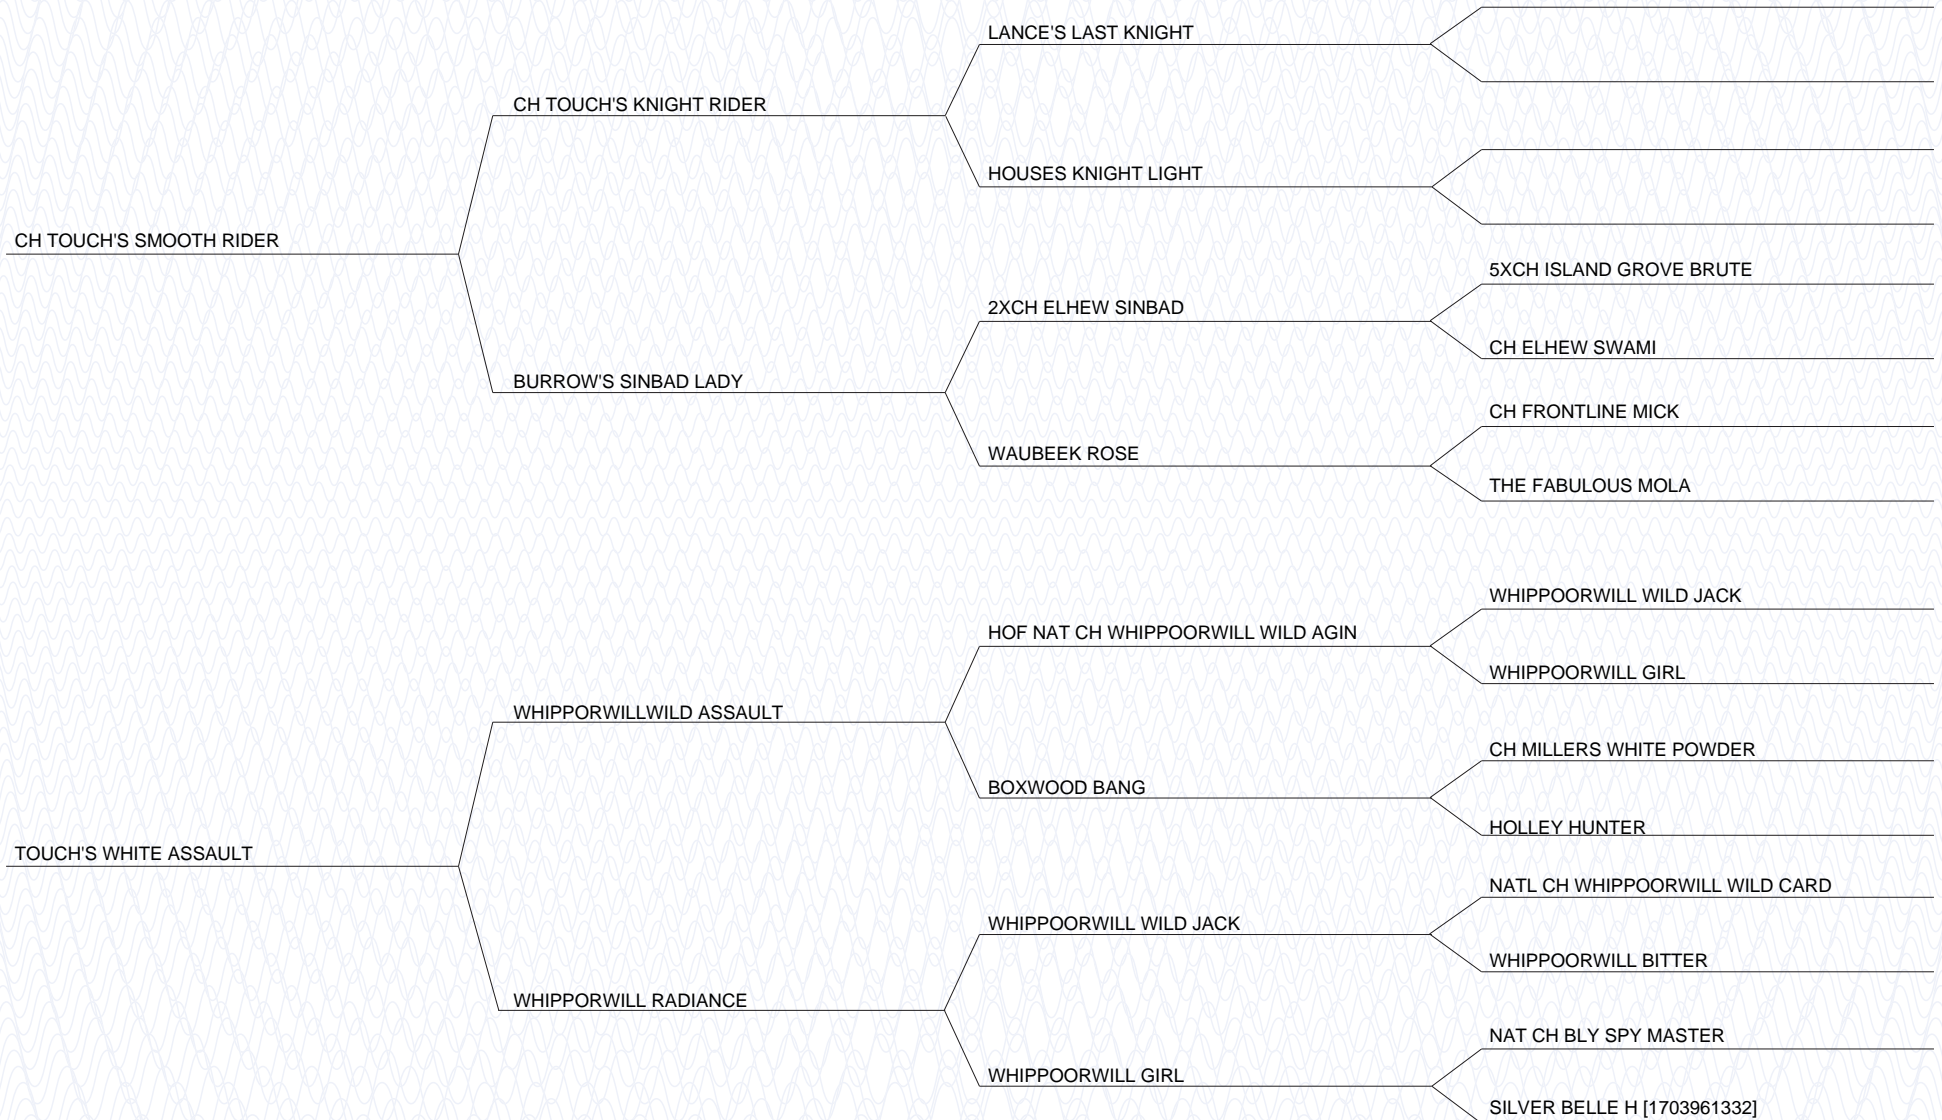 LANCE'S LAST KNIGHT
CH TOUCH'S KNIGHT RIDER
HOUSES KNIGHT LIGHT
CH TOUCH'S SMOOTH RIDER
5XCH ISLAND GROVE BRUTE
2XCH ELHEW SINBAD
CH ELHEW SWAMI
BURROW'S SINBAD LADY
CH FRONTLINE MICK
WAUBEEK ROSE
THE FABULOUS MOLA
WHIPPOORWILL WILD JACK
HOF NAT CH WHIPPOORWILL WILD AGIN
WHIPPOORWILL GIRL
WHIPPORWILLWILD ASSAULT
CH MILLERS WHITE POWDER
BOXWOOD BANG
HOLLEY HUNTER
TOUCH'S WHITE ASSAULT
NATL CH WHIPPOORWILL WILD CARD
WHIPPOORWILL WILD JACK
WHIPPOORWILL BITTER
WHIPPORWILL RADIANCE
NAT CH BLY SPY MASTER
WHIPPOORWILL GIRL
SILVER BELLE H [1703961332]